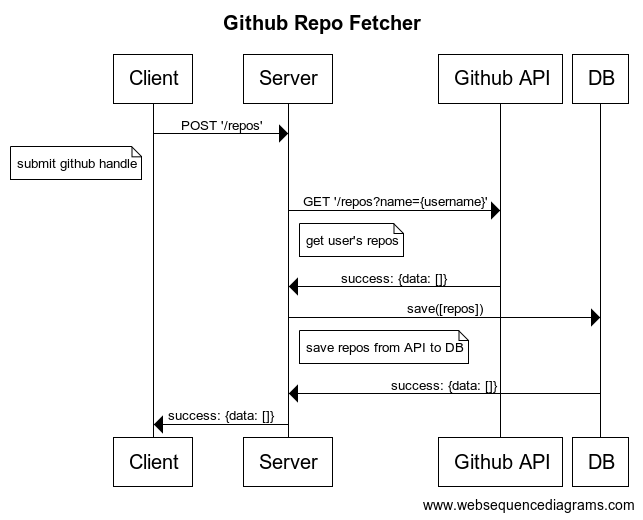 Github Repo Fetcher
Client
Server
Github API
DB
POST '/repos'
submit github handle
GET '/repos?name={username}'
get user's repos
success: {data: []}
save([repos])
save repos from API to DB
success: {data: []}
success: {data: []}
Client
Server
Github API
DB
www.websequencediagrams.com